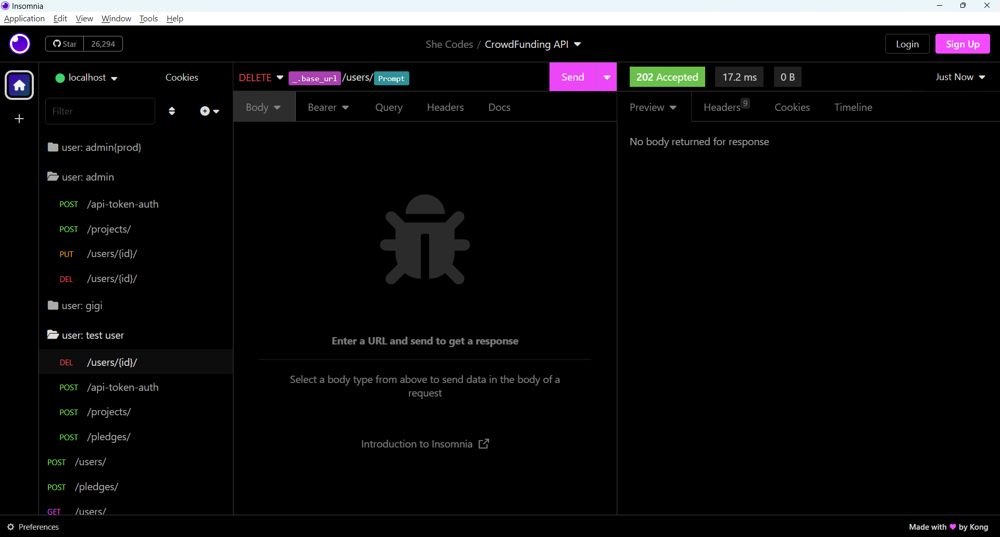 Insomnia
Application Edit View Window Tools Help
Star 26,294
She Codes / CrowdFunding API
Login Sign Up
localhost Cookies
DELETE _.base_url /users/ Prompt
Send
202 Accepted 17.2 ms 0 B
Just Now
Filter
Body Bearer Query Headers Docs
Preview Headers 9 Cookies Timeline
No body returned for response
user: admin{prod}
user: admin
POST /api-token-auth
POST /projects/
PUT /users/{id}/
DEL /users/{id}/
user: gigi
user: test user
DEL /users/{id}/
POST /api-token-auth
POST /projects/
POST /pledges/
POST /users/
POST /pledges/
GET /users/
Enter a URL and send to get a response
Select a body type from above to send data in the body of a
request
Introduction to Insomnia
Preferences
Made with ♥ by Kong